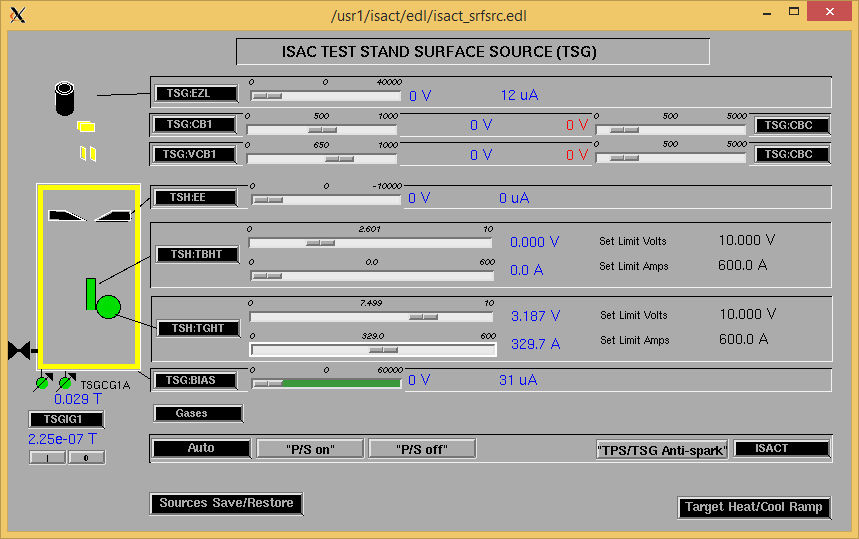 /usr1/isact/edl/isact_srfsrc.edl
ISAC TEST STAND SURFACE SOURCE (TSG)
0 0 40000
TSG:EZL 0 V 12 uA
0 500 1000 0 500 5000
TSG:CB1 0 V 0 V TSG:CBC
0 650 1000 0 500 5000
TSG:VCB1 0 V 0 V TSG:CBC
0 0 -10000
TSH:EE 0 V 0 uA
0 2.601 10
0.000 V Set Limit Volts 10.000 V
TSH:TBHT
0 0.0 600
0.0 A Set Limit Amps 600.0 A
0 7.499 10
3.187 V Set Limit Volts 10.000 V
TSH:TGHT
0 329.0 600
329.7 A Set Limit Amps 600.0 A
0 0 60000
TSG:BIAS 0 V 31 uA
TSGCG1A
0.029 T
Gases
TSGIG1
2.25e-07 T
I 0
Auto "P/S on" "P/S off" "TPS/TSG Anti-spark" ISACT
Sources Save/Restore
Target Heat/Cool Ramp